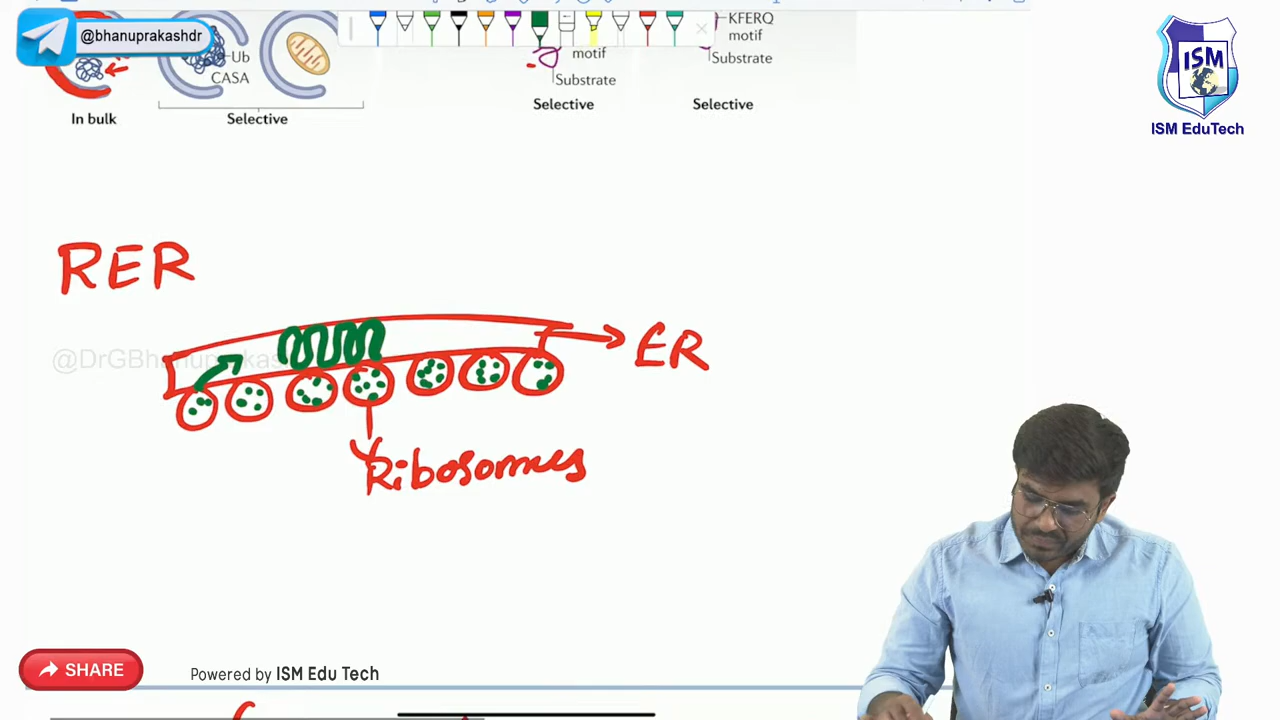 @bhanuprakashdr
Ub
CASA
In bulk
Selective
motif
Substrate
Selective
KFERQ
motif
Substrate
Selective
ISM
ISM EduTech
RER
@DrGBhanuprakash
ER
Ribosomes
SHARE
Powered by ISM Edu Tech